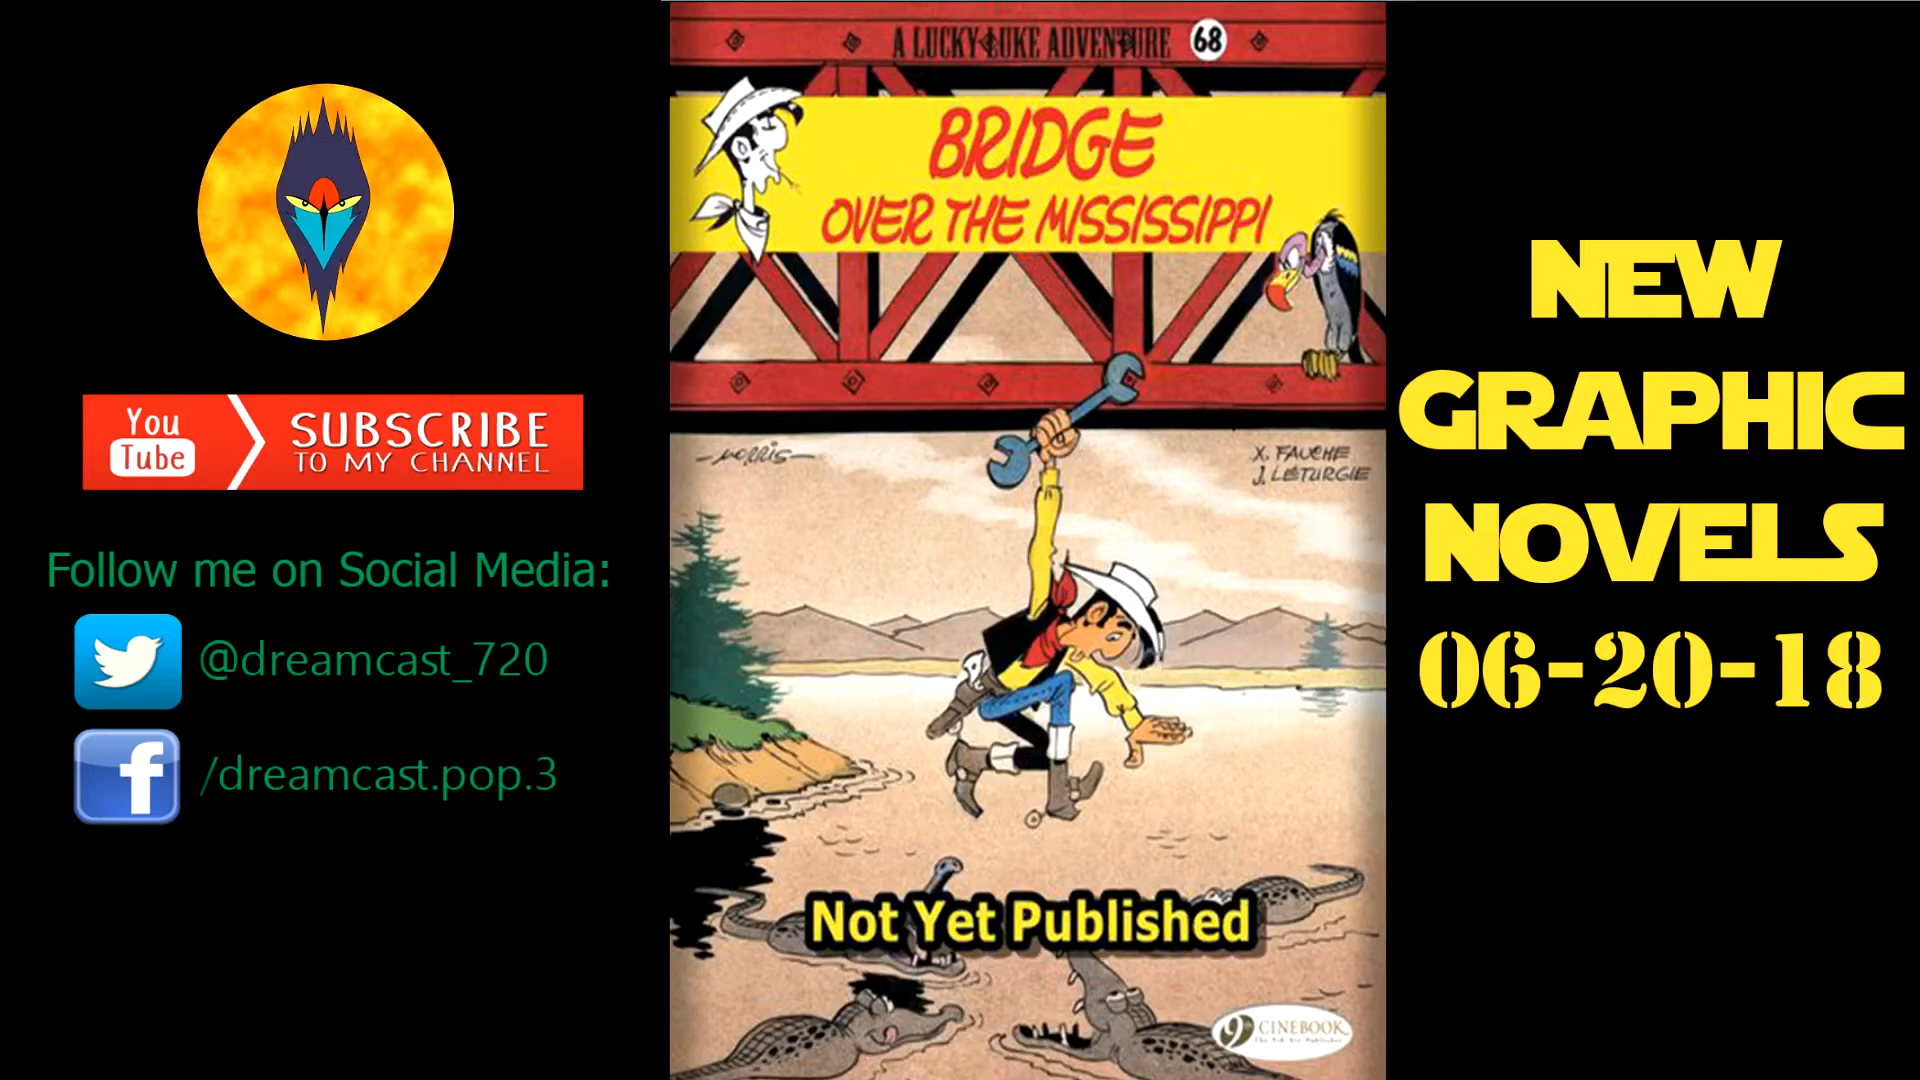 You
Tube
SUBSCRIBE
TO MY CHANNEL
Follow me on Social Media:
@dreamcast_720
/dreamcast.pop.3
A LUCKY LUKE ADVENTURE 68
BRIDGE
OVER THE MISSISSIPPI
MORRIS
X. FAUCHE
J. LÉTURGIE
Not Yet Published
CINEBOOK
NEW
GRAPHIC
NOVELS
06-20-18